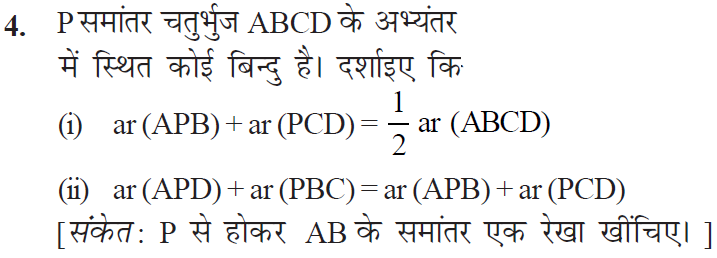 4. P समांतर चतुर्भुज ABCD के अभ्यंतर
में स्थित कोई बिन्दु है। दर्शाइए कि
(i) ar (APB) + ar (PCD) = 1/2 ar (ABCD)
(ii) ar (APD) + ar (PBC) = ar (APB) + ar (PCD)
[संकेत : P से होकर AB के समांतर एक रेखा खींचिए। ]